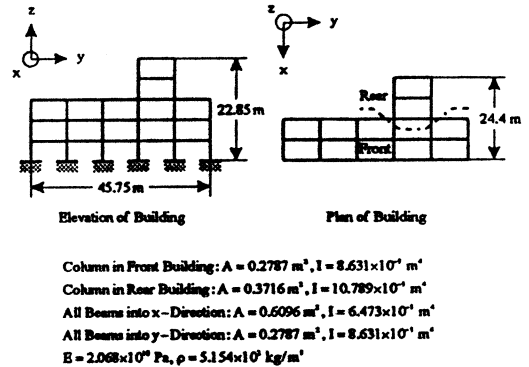 z
z
y
y
x
x
Rear
22.85 m
24.4 m
Front
45.75 m
Elevation of Building
Plan of Building
Column in Front Building: A = 0.2787 m², I = 8.631×10⁻³ m⁴
Column in Rear Building: A = 0.3716 m², I = 10.789×10⁻³ m⁴
All Beams into x-Direction: A = 0.6096 m², I = 6.473×10⁻³ m⁴
All Beams into y-Direction: A = 0.2787 m², I = 8.631×10⁻³ m⁴
E = 2.068×10¹⁰ Pa, ρ = 5.154×10³ kg/m³